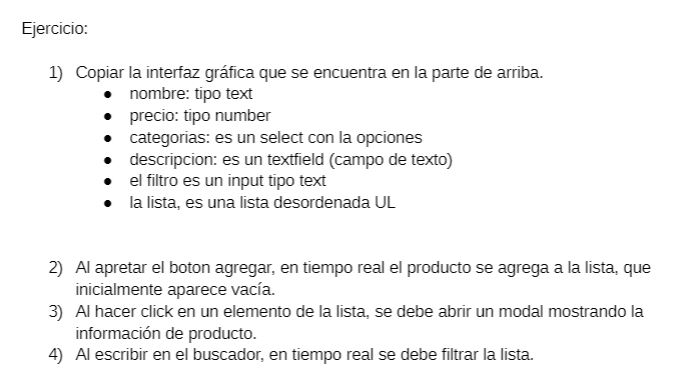 Ejercicio:
1) Copiar la interfaz gráfica que se encuentra en la parte de arriba.
● nombre: tipo text
● precio: tipo number
● categorias: es un select con la opciones
● descripcion: es un textfield (campo de texto)
● el filtro es un input tipo text
● la lista, es una lista desordenada UL
2) Al apretar el boton agregar, en tiempo real el producto se agrega a la lista, que
inicialmente aparece vacía.
3) Al hacer click en un elemento de la lista, se debe abrir un modal mostrando la
información de producto.
4) Al escribir en el buscador, en tiempo real se debe filtrar la lista.